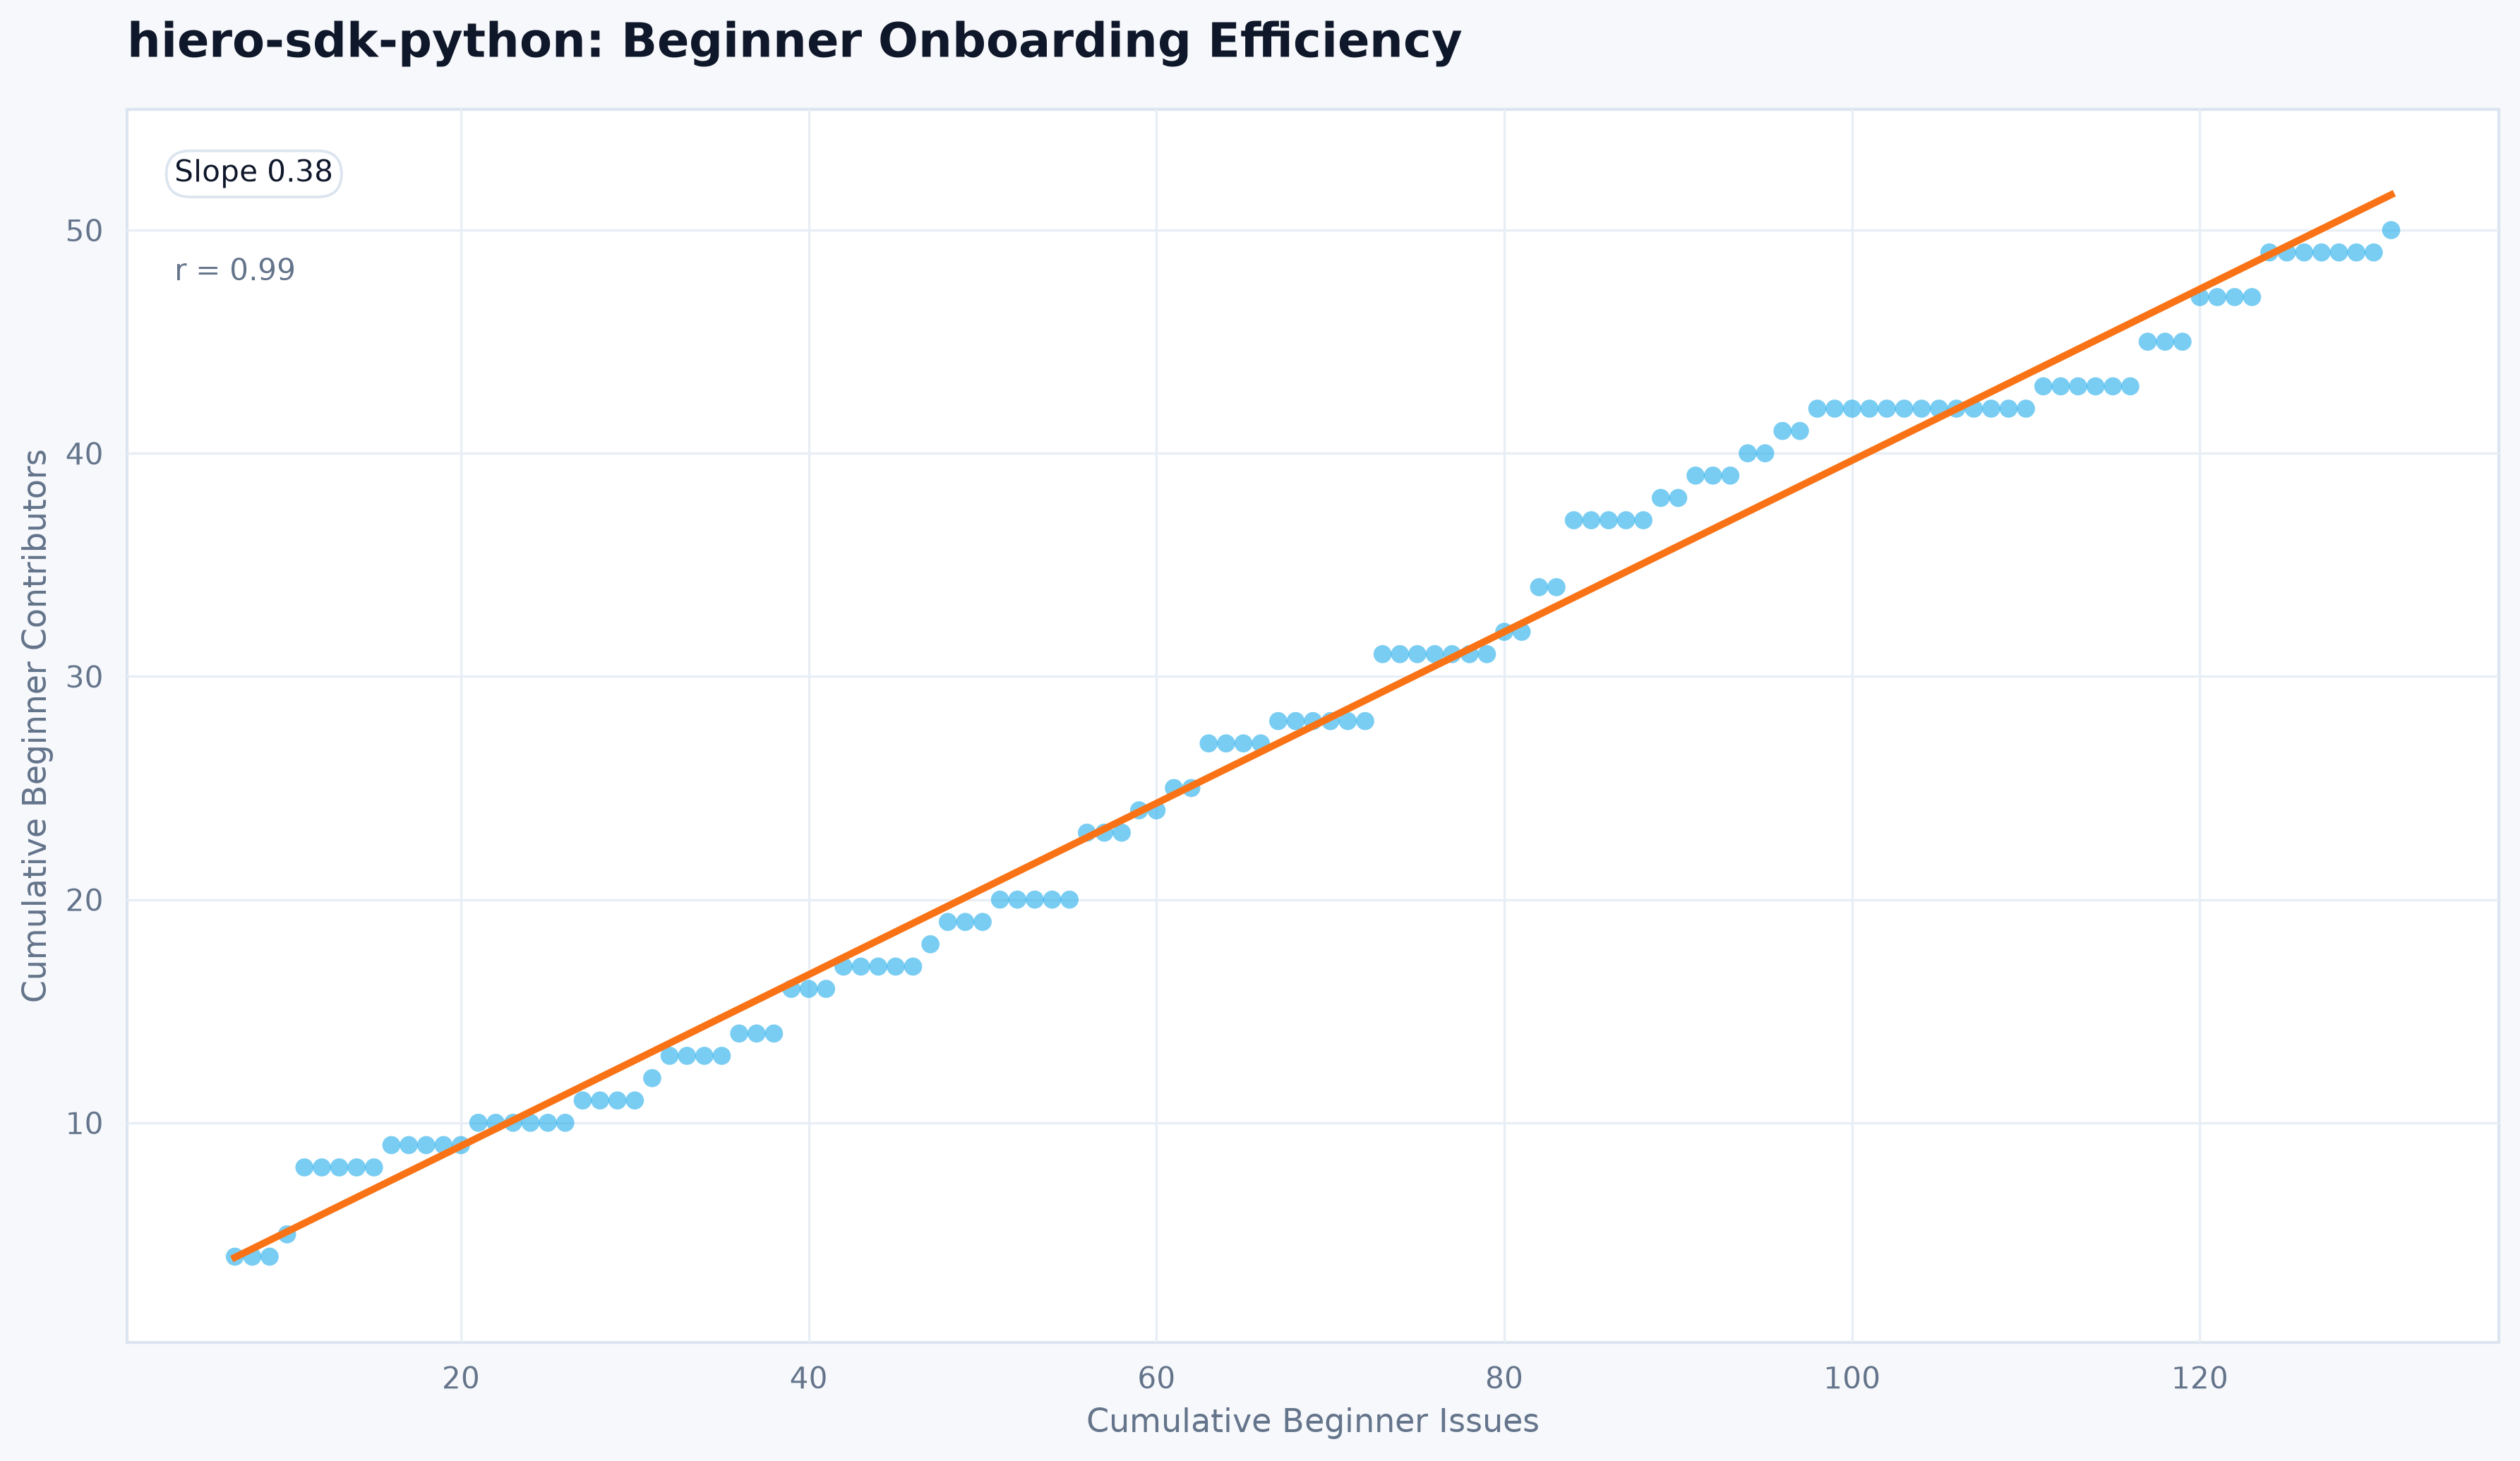 hiero-sdk-python: Beginner Onboarding Efficiency
Slope 0.38
r = 0.99
50
40
30
20
10
Cumulative Beginner Contributors
20
40
60
80
100
120
Cumulative Beginner Issues